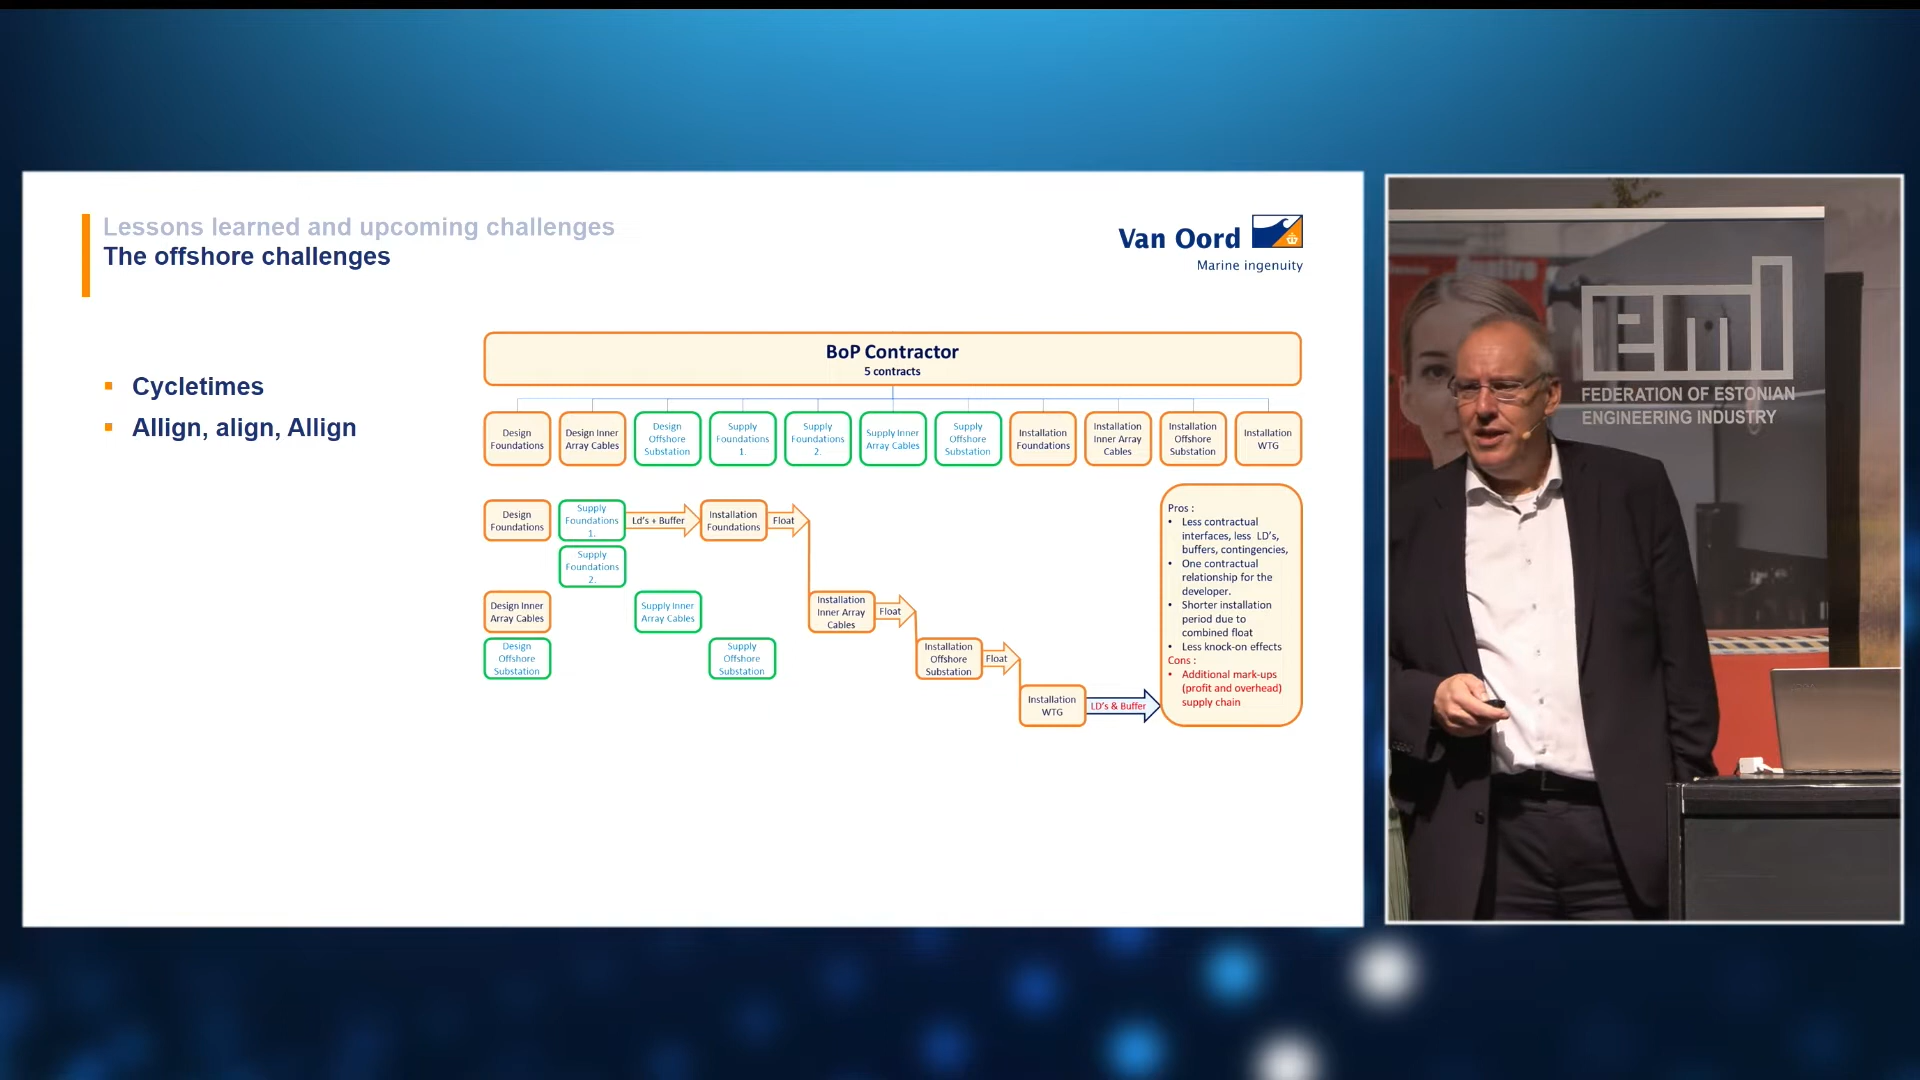 Lessons learned and upcoming challenges
The offshore challenges
Van Oord
Marine ingenuity
Cycletimes
Allign, align, Allign
BoP Contractor
5 contracts
Design
Foundations
Design Inner
Array Cables
Design
Offshore
Substation
Supply
Foundations
1.
Supply
Foundations
2.
Supply Inner
Array Cables
Supply
Offshore
Substation
Installation
Foundations
Installation
Inner Array
Cables
Installation
Offshore
Substation
Installation
WTG
Design
Foundations
Supply
Foundations
1.
Ld's + Buffer
Installation
Foundations
Float
Supply
Foundations
2.
Design Inner
Array Cables
Supply Inner
Array Cables
Installation
Inner Array
Cables
Float
Design
Offshore
Substation
Supply
Offshore
Substation
Installation
Offshore
Substation
Float
Installation
WTG
LD's & Buffer
Pros :
• Less contractual
interfaces, less LD's,
buffers, contingencies,
• One contractual
relationship for the
developer.
• Shorter installation
period due to
combined float
• Less knock-on effects
Cons :
• Additional mark-ups
(profit and overhead)
supply chain
eml
FEDERATION OF ESTONIAN
ENGINEERING INDUSTRY